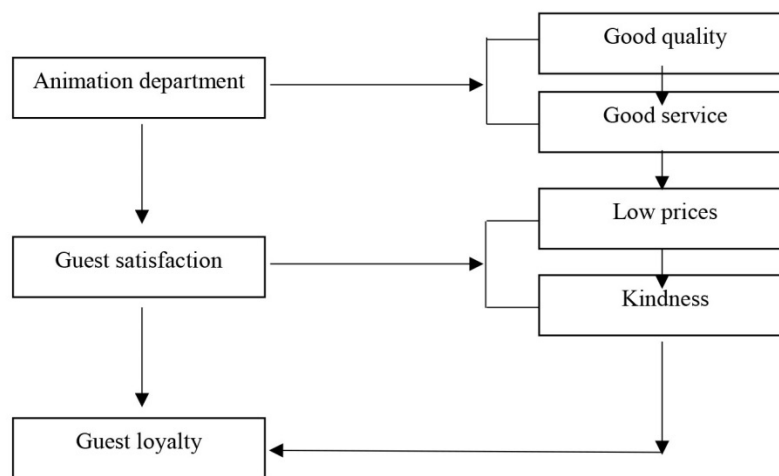 Good quality
Animation department
Good service
Low prices
Guest satisfaction
Kindness
Guest loyalty